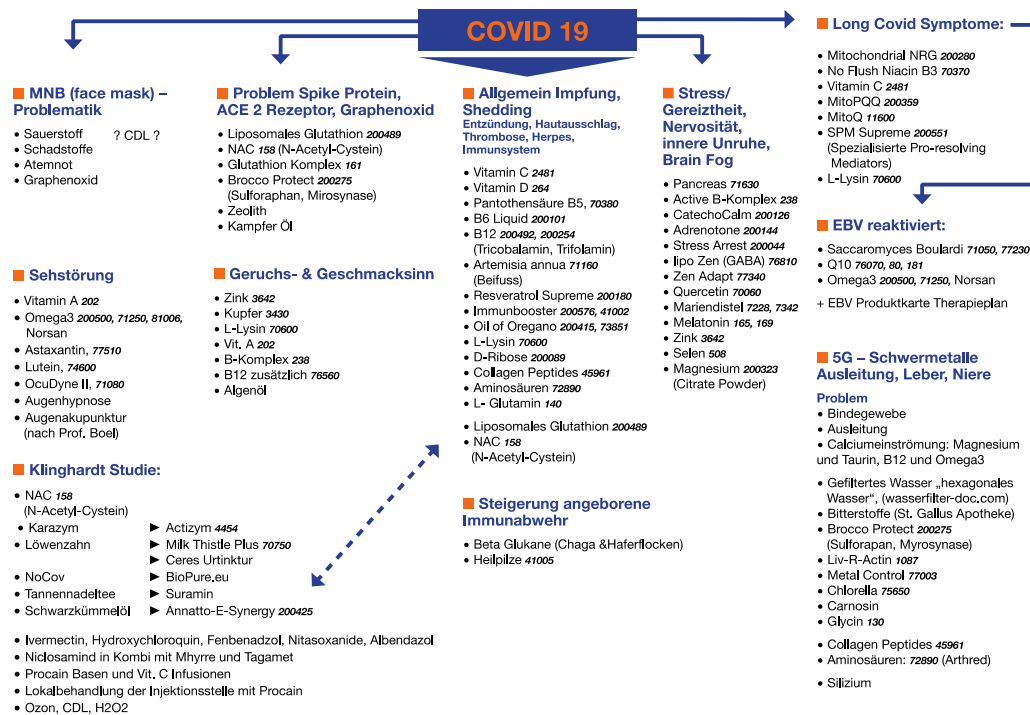 COVID 19
MNB (face mask) –
Problematik
• Sauerstoff ? CDL ?
• Schadstoffe
• Atemnot
• Graphenoxid
Problem Spike Protein,
ACE 2 Rezeptor, Graphenoxid
• Liposomales Glutathion 200489
• NAC 158 (N-Acetyl-Cystein)
• Glutathion Komplex 161
• Brocco Protect 200275
(Sulforaphan, Mirosynase)
• Zeolith
• Kampfer Öl
Allgemein Impfung,
Shedding
Entzündung, Hautausschlag,
Thrombose, Herpes,
Immunsystem
• Vitamin C 2481
• Vitamin D 264
• Pantothensäure B5, 70380
• B6 Liquid 200101
• B12 200492, 200254
(Tricobalamin, Trifolamin)
• Artemisia annua 71160
(Beifuss)
• Resveratrol Supreme 200180
• Immunbooster 200576, 41002
• Oil of Oregano 200415, 73851
• L-Lysin 70600
• D-Ribose 200089
• Collagen Peptides 45961
• Aminosäuren 72890
• L- Glutamin 140
• Liposomales Glutathion 200489
• NAC 158
(N-Acetyl-Cystein)
Stress/
Gereiztheit,
Nervosität,
innere Unruhe,
Brain Fog
• Pancreas 71630
• Active B-Komplex 238
• CatechoCalm 200126
• Adrenotone 200144
• Stress Arrest 200044
• lipo Zen (GABA) 76810
• Zen Adapt 77340
• Quercetin 70060
• Mariendistel 7228, 7342
• Melatonin 165, 169
• Zink 3642
• Selen 508
• Magnesium 200323
(Citrate Powder)
Long Covid Symptome:
• Mitochondrial NRG 200280
• No Flush Niacin B3 70370
• Vitamin C 2481
• MitoPQQ 200359
• MitoQ 11600
• SPM Supreme 200551
(Spezialisierte Pro-resolving
Mediators)
• L-Lysin 70600
EBV reaktiviert:
• Saccaromyces Boulardi 71050, 77230
• Q10 76070, 80, 181
• Omega3 200500, 71250, Norsan
+ EBV Produktkarte Therapieplan
Sehstörung
• Vitamin A 202
• Omega3 200500, 71250, 81006,
Norsan
• Astaxantin, 77510
• Lutein, 74600
• OcuDyne II, 71080
• Augenhypnose
• Augenakupunktur
(nach Prof. Boel)
Geruchs- & Geschmacksinn
• Zink 3642
• Kupfer 3430
• L-Lysin 70600
• Vit. A 202
• B-Komplex 238
• B12 zusätzlich 76560
• Algenöl
5G – Schwermetalle
Ausleitung, Leber, Niere
Problem
• Bindegewebe
• Ausleitung
• Calciumeinströmung: Magnesium
und Taurin, B12 und Omega3
• Gefiltertes Wasser „hexagonales
Wasser“, (wasserfilter-doc.com)
• Bitterstoffe (St. Gallus Apotheke)
• Brocco Protect 200275
(Sulforapan, Myrosynase)
• Liv-R-Actin 1087
• Metal Control 77003
• Chlorella 75650
• Carnosin
• Glycin 130
• Collagen Peptides 45961
• Aminosäuren: 72890 (Arthred)
• Silizium
Klinghardt Studie:
• NAC 158
(N-Acetyl-Cystein)
• Karazym ► Actizym 4454
• Löwenzahn ► Milk Thistle Plus 70750
► Ceres Urtinktur
• NoCov ► BioPure.eu
• Tannennadeltee ► Suramin
• Schwarzkümmelöl ► Annatto-E-Synergy 200425
• Ivermectin, Hydroxychloroquin, Fenbenadzol, Nitasoxanide, Albendazol
• Niclosamind in Kombi mit Mhyrre und Tagamet
• Procain Basen und Vit. C Infusionen
• Lokalbehandlung der Injektionsstelle mit Procain
• Ozon, CDL, H2O2
Steigerung angeborene
Immunabwehr
• Beta Glukane (Chaga &Haferflocken)
• Heilpilze 41005